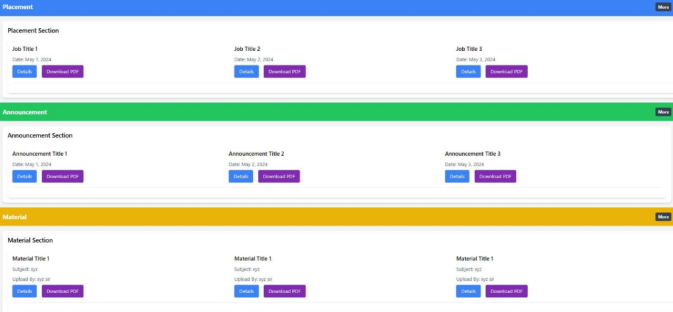 Placement More
Placement Section
Job Title 1 Job Title 2 Job Title 3
Date: May 1, 2024 Date: May 2, 2024 Date: May 3, 2024
Details Download PDF Details Download PDF Details Download PDF
Announcement More
Announcement Section
Announcement Title 1 Announcement Title 2 Announcement Title 3
Date: May 1, 2024 Date: May 2, 2024 Date: May 3, 2024
Details Download PDF Details Download PDF Details Download PDF
Material More
Material Section
Material Title 1 Material Title 1 Material Title 1
Subject: xyz Subject: xyz Subject: xyz
Upload By: xyz sir Upload By: xyz sir Upload By: xyz sir
Details Download PDF Details Download PDF Details Download PDF